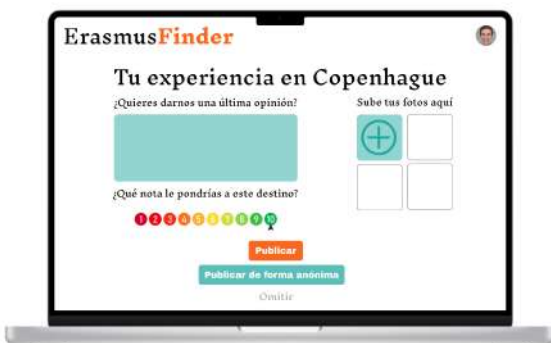 ErasmusFinder
Tu experiencia en Copenhague
¿Quieres darnos una última opinión?
Sube tus fotos aquí
¿Qué nota le pondrías a este destino?
1 2 3 4 5 6 7 8 9 10
Publicar
Publicar de forma anónima
Omitir